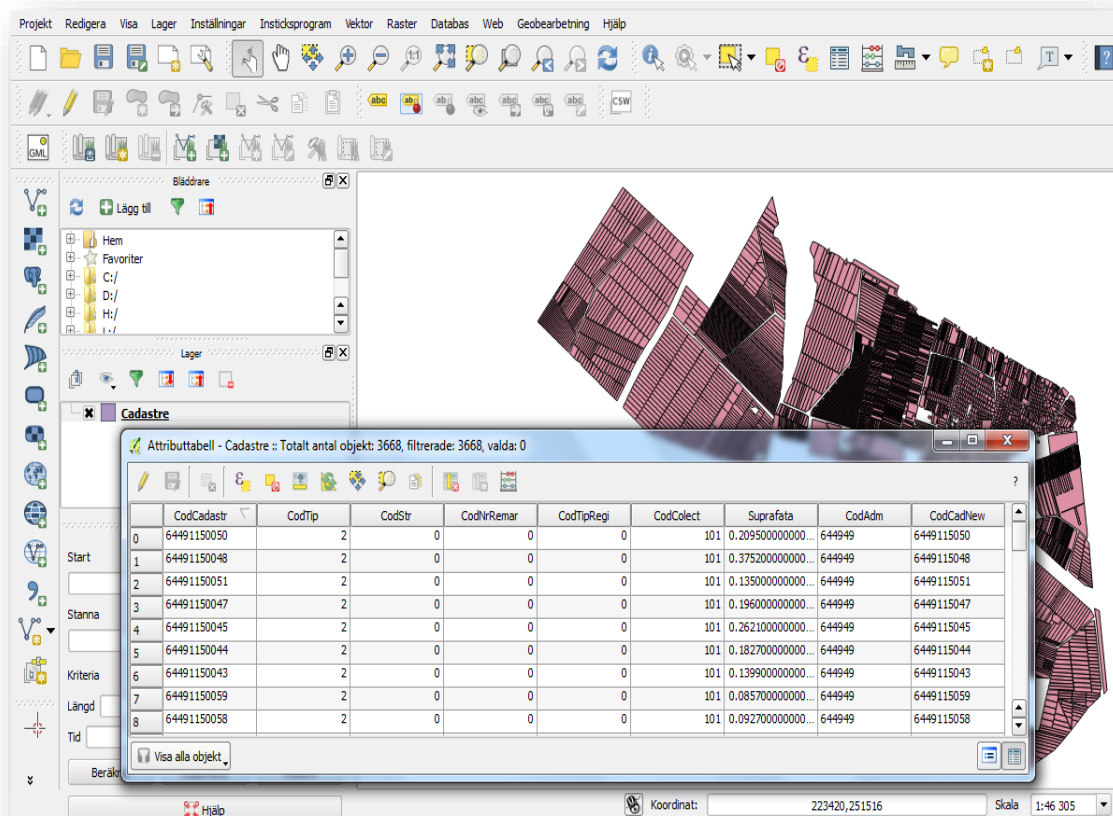 Projekt Redigera Visa Lager Inställningar Insticksprogram Vektor Raster Databas Web Geobearbetning Hjälp
1:1
ε
T
?
abc abc ab abc abc abc abc CSW
GML
Bläddrare
Lägg till
Hem
Favoriter
C:/
D:/
H:/
Lager
Cadastre
Attributtabell - Cadastre :: Totalt antal objekt: 3668, filtrerade: 3668, valda: 0
ε
?
CodCadastr CodTip CodStr CodNrRemar CodTipRegi CodColect Suprafata CodAdm CodCadNew
0 64491150050 2 0 0 0 101 0.209500000000... 644949 6449115050
1 64491150048 2 0 0 0 101 0.375200000000... 644949 6449115048
2 64491150051 2 0 0 0 101 0.135000000000... 644949 6449115051
3 64491150047 2 0 0 0 101 0.196000000000... 644949 6449115047
4 64491150045 2 0 0 0 101 0.262100000000... 644949 6449115045
5 64491150044 2 0 0 0 101 0.182700000000... 644949 6449115044
6 64491150043 2 0 0 0 101 0.139900000000... 644949 6449115043
7 64491150059 2 0 0 0 101 0.085700000000... 644949 6449115059
8 64491150058 2 0 0 0 101 0.092700000000... 644949 6449115058
Visa alla objekt
Start
Stanna
Kriteria
Längd
Tid
Hjälp
Koordinat: 223420,251516 Skala 1:46 305